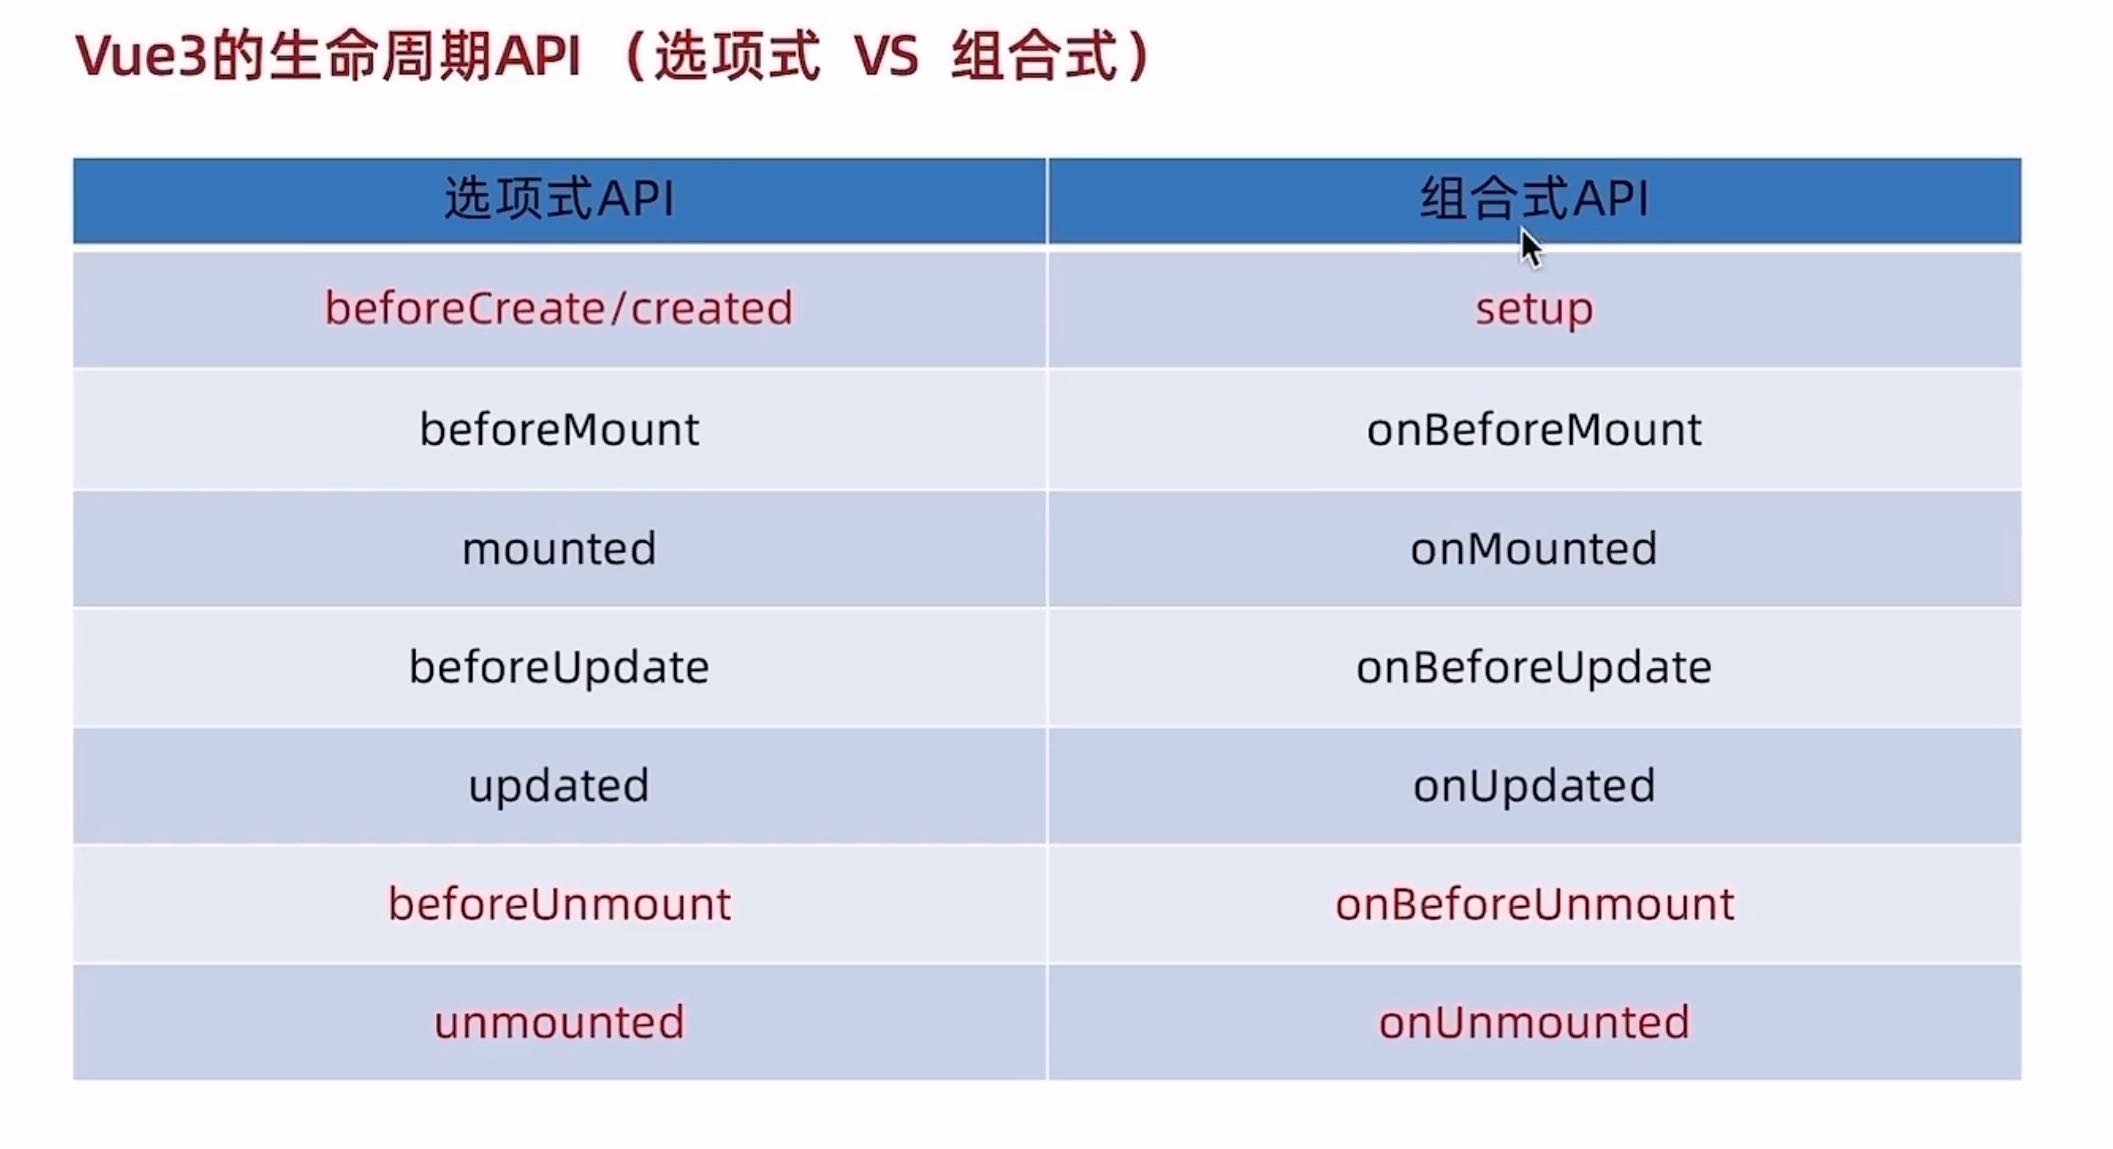 Vue3的生命周期API （选项式 VS 组合式）
选项式API 组合式API
beforeCreate/created setup
beforeMount onBeforeMount
mounted onMounted
beforeUpdate onBeforeUpdate
updated onUpdated
beforeUnmount onBeforeUnmount
unmounted onUnmounted